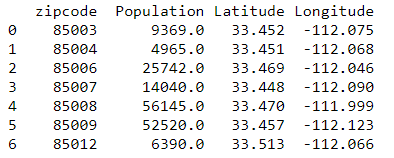 zipcode Population Latitude Longitude
0 85003 9369.0 33.452 -112.075
1 85004 4965.0 33.451 -112.068
2 85006 25742.0 33.469 -112.046
3 85007 14040.0 33.448 -112.090
4 85008 56145.0 33.470 -111.999
5 85009 52520.0 33.457 -112.123
6 85012 6390.0 33.513 -112.066